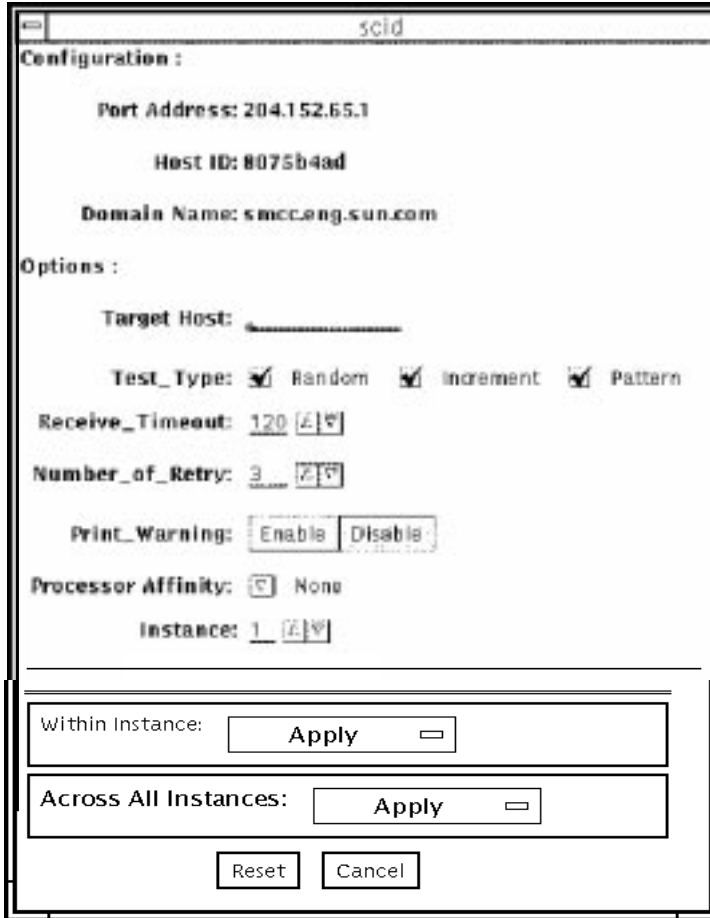 scid
Configuration :
Port Address: 204.152.65.1
Host ID: 8075b4ad
Domain Name: smcc.eng.sun.com
Options :
Target Host:
Test_Type: Random Increment Pattern
Receive_Timeout: 120
Number_of_Retry: 3
Print_Warning: Enable Disable
Processor Affinity: None
Instance: 1
Within Instance: Apply
Across All Instances: Apply
Reset Cancel